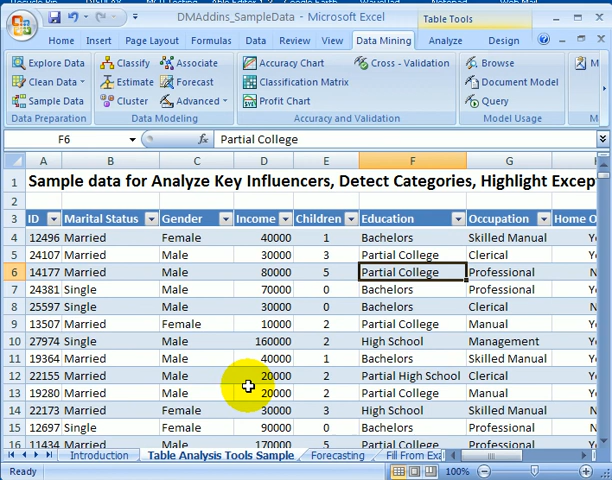 DMAddins_SampleData - Microsoft Excel
Table Tools
Home Insert Page Layout Formulas Data Review View Data Mining Analyze Design
Explore Data Classify Associate Accuracy Chart Cross - Validation Browse M
Clean Data Estimate Forecast Classification Matrix Document Model
Sample Data Cluster Advanced Profit Chart Query
Data Preparation Data Modeling Accuracy and Validation Model Usage
F6 fx Partial College
A B C D E F G
1 Sample data for Analyze Key Influencers, Detect Categories, Highlight Except
2
3 ID Marital Status Gender Income Children Education Occupation Home O
4 12496 Married Female 40000 1 Bachelors Skilled Manual
5 24107 Married Male 30000 3 Partial College Clerical
6 14177 Married Male 80000 5 Partial College Professional
7 24381 Single Male 70000 0 Bachelors Professional
8 25597 Single Male 30000 0 Bachelors Clerical
9 13507 Married Female 10000 2 Partial College Manual
10 27974 Single Male 160000 2 High School Management
11 19364 Married Male 40000 1 Bachelors Skilled Manual
12 22155 Married Male 20000 2 Partial High School Clerical
13 19280 Married Male 20000 2 Partial College Manual
14 22173 Married Female 30000 3 High School Skilled Manual
15 12697 Single Female 90000 0 Bachelors Professional
16 11434 Married Male 170000 5 Partial College Professional
Introduction Table Analysis Tools Sample Forecasting Fill From Exa
Ready 100%